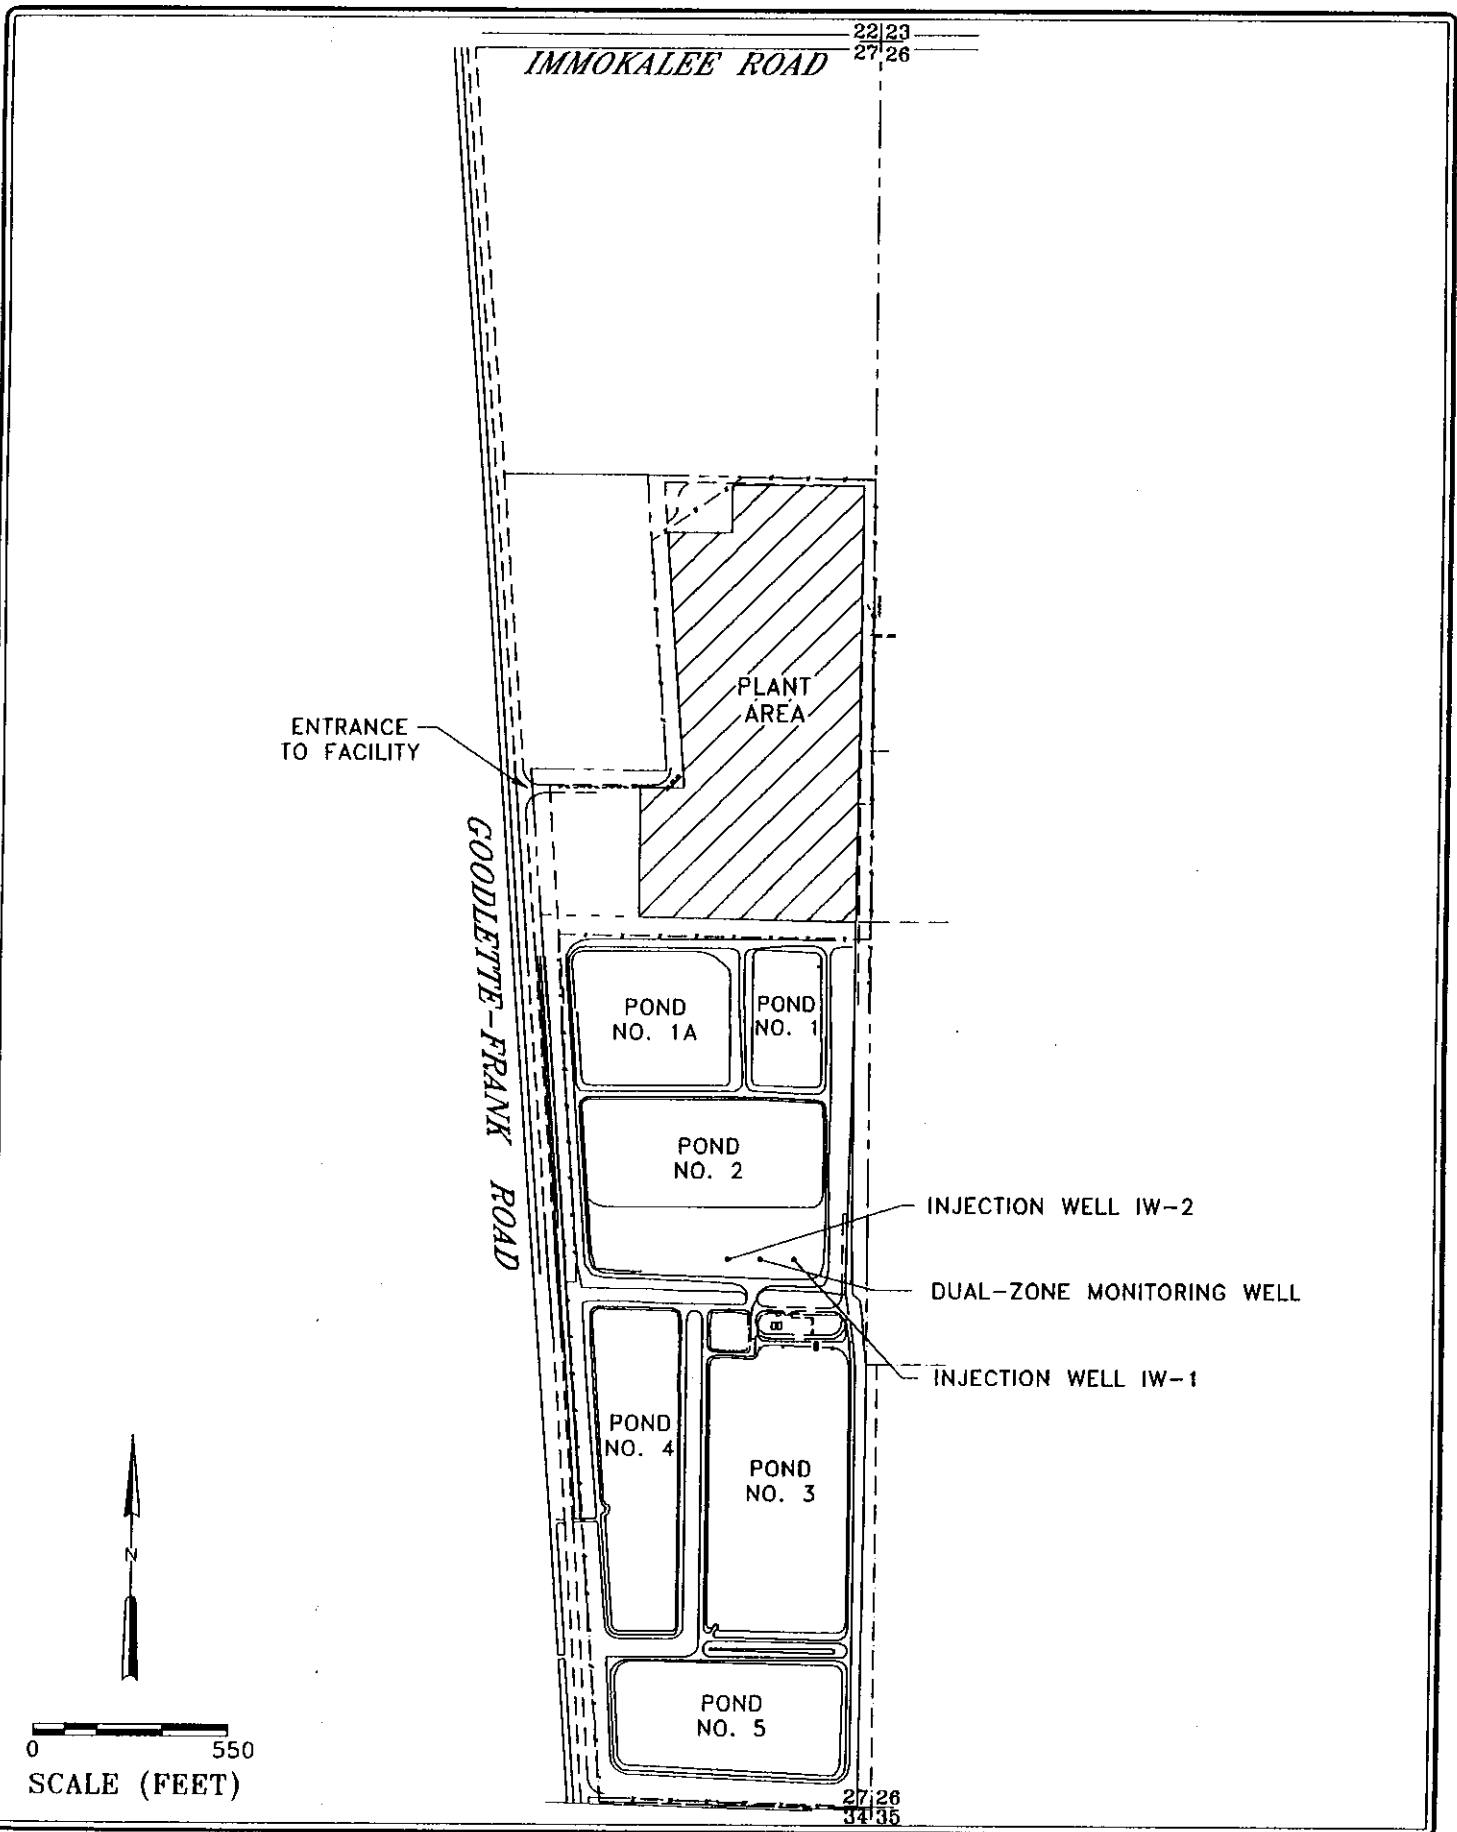 22 23
27 26
IMMOKALEE ROAD
PLANT
AREA
ENTRANCE
TO FACILITY
GOODLETTE-FRANK ROAD
POND
NO. 1A
POND
NO. 1
POND
NO. 2
INJECTION WELL IW-2
DUAL-ZONE MONITORING WELL
INJECTION WELL IW-1
POND
NO. 4
POND
NO. 3
N
POND
NO. 5
0 550
SCALE (FEET)
27 26
34 35